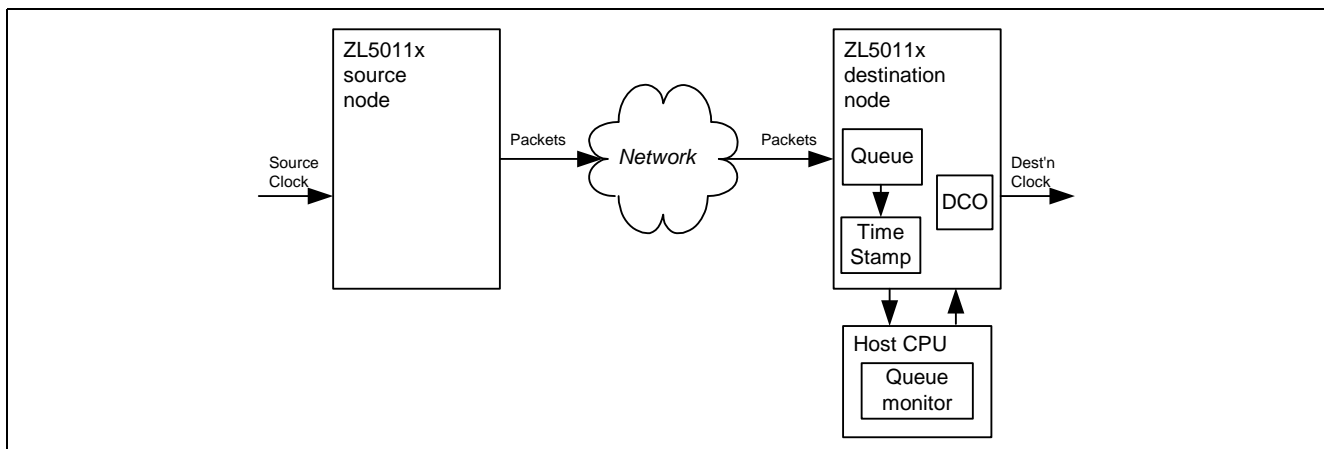 ZL5011x
source
node
Source
Clock
Packets
Network
Packets
ZL5011x
destination
node
Queue
Time
Stamp
DCO
Dest'n
Clock
Host CPU
Queue
monitor